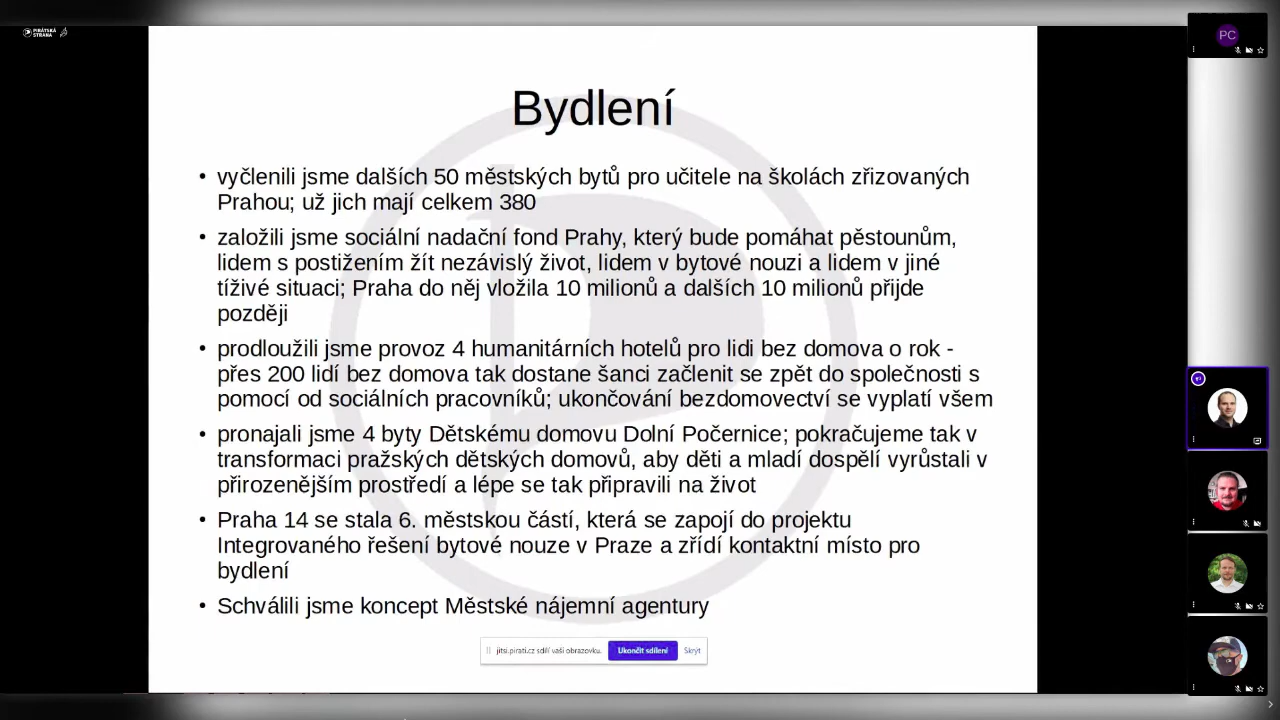 PIRÁTSKÁ
STRANA
PC
Bydlení
• vyčlenili jsme dalších 50 městských bytů pro učitele na školách zřizovaných
Prahou; už jich mají celkem 380
• založili jsme sociální nadační fond Prahy, který bude pomáhat pěstounům,
lidem s postižením žít nezávislý život, lidem v bytové nouzi a lidem v jiné
tíživé situaci; Praha do něj vložila 10 milionů a dalších 10 milionů přijde
později
• prodloužili jsme provoz 4 humanitárních hotelů pro lidi bez domova o rok -
přes 200 lidí bez domova tak dostane šanci začlenit se zpět do společnosti s
pomocí od sociálních pracovníků; ukončování bezdomovectví se vyplatí všem
• pronajali jsme 4 byty Dětskému domovu Dolní Počernice; pokračujeme tak v
transformaci pražských dětských domovů, aby děti a mladí dospělí vyrůstali v
přirozenějším prostředí a lépe se tak připravili na život
• Praha 14 se stala 6. městskou částí, která se zapojí do projektu
Integrovaného řešení bytové nouze v Praze a zřídí kontaktní místo pro
bydlení
• Schválili jsme koncept Městské nájemní agentury
jitsi.pirati.cz sdílí vaši obrazovku. Ukončit sdílení Skrýt